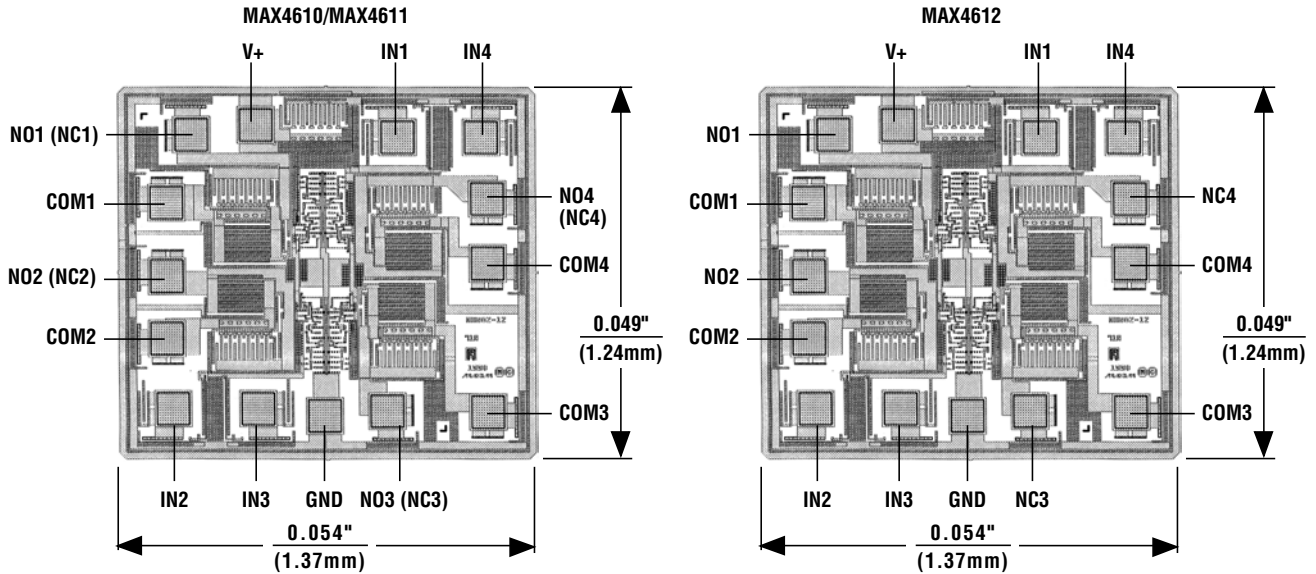 MAX4610/MAX4611
V+
IN1
IN4
NO1 (NC1)
COM1
NO2 (NC2)
COM2
NO4
(NC4)
COM4
COM3
IN2
IN3
GND
NO3 (NC3)
0.049"
(1.24mm)
0.054"
(1.37mm)
MAX4612
V+
IN1
IN4
NO1
COM1
NO2
COM2
NC4
COM4
COM3
IN2
IN3
GND
NC3
0.049"
(1.24mm)
0.054"
(1.37mm)